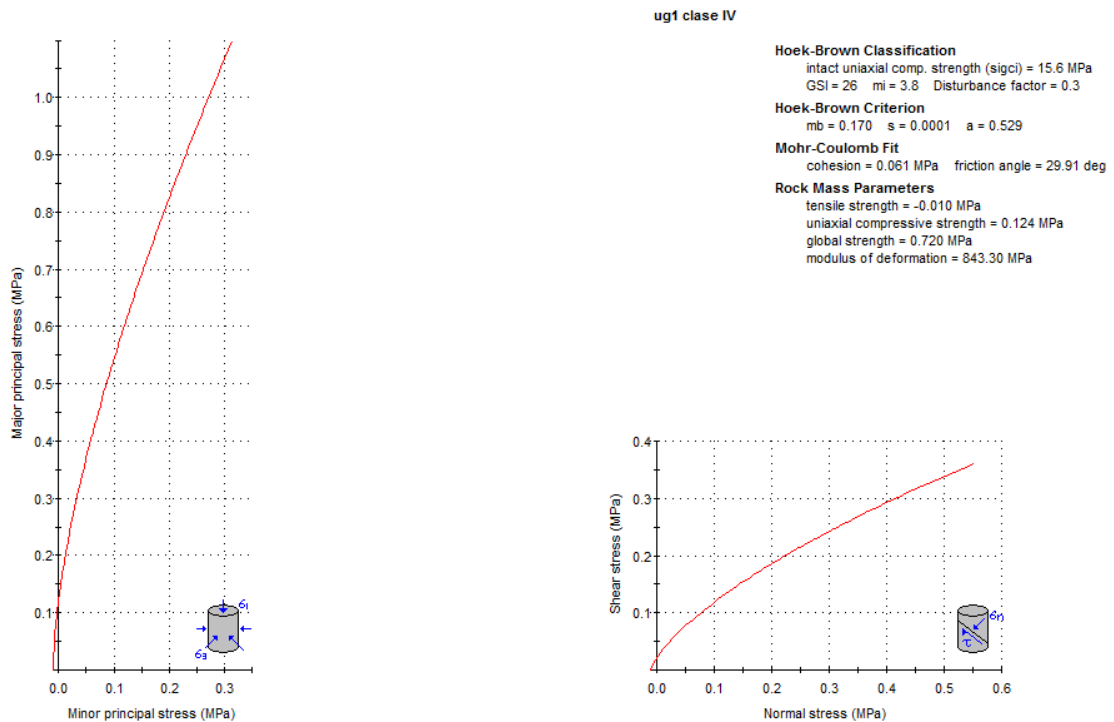 ug1 clase IV
Hoek-Brown Classification
intact uniaxial comp. strength (sigci) = 15.6 MPa
GSI = 26 mi = 3.8 Disturbance factor = 0.3
Hoek-Brown Criterion
mb = 0.170 s = 0.0001 a = 0.529
Mohr-Coulomb Fit
cohesion = 0.061 MPa friction angle = 29.91 deg
Rock Mass Parameters
tensile strength = -0.010 MPa
uniaxial compressive strength = 0.124 MPa
global strength = 0.720 MPa
modulus of deformation = 843.30 MPa
Major principal stress (MPa)
1.0
0.9
0.8
0.7
0.6
0.5
0.4
0.3
0.2
0.1
σ1
σ3
0.0 0.1 0.2 0.3
Minor principal stress (MPa)
Shear stress (MPa)
0.4
0.3
0.2
0.1
σn
τ
0.0 0.1 0.2 0.3 0.4 0.5 0.6
Normal stress (MPa)